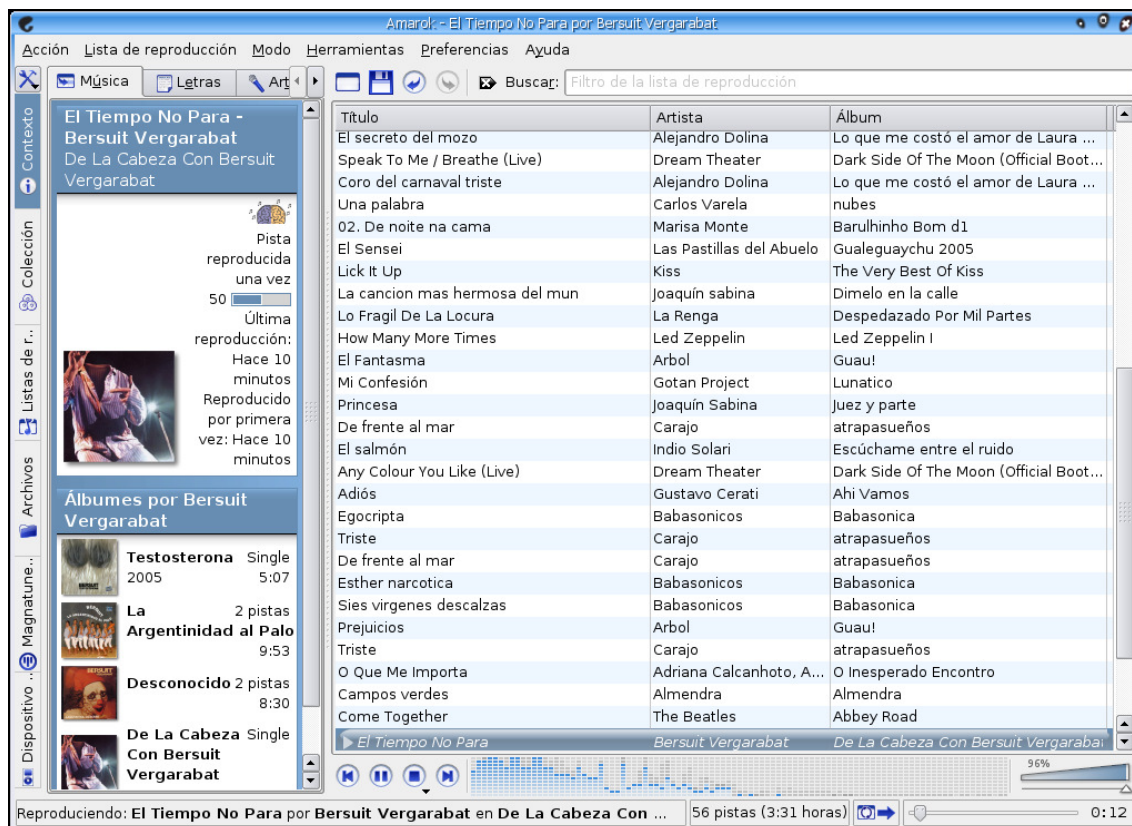 Amarok - El Tiempo No Para por Bersuit Vergarabat
Acción Lista de reproducción Modo Herramientas Preferencias Ayuda
Música Letras Art
Buscar: Filtro de la lista de reproducción
Contexto
Colección
Listas de r...
Archivos
Magnatune...
Dispositivo ...
El Tiempo No Para -
Bersuit Vergarabat
De La Cabeza Con Bersuit
Vergarabat
Pista
reproducida
una vez
50
Última
reproducción:
Hace 10
minutos
Reproducido
por primera
vez: Hace 10
minutos
Álbumes por Bersuit
Vergarabat
Testosterona Single
2005 5:07
La 2 pistas
Argentinidad al Palo
9:53
Desconocido 2 pistas
8:30
De La Cabeza Single
Con Bersuit
Vergarabat
Título Artista Álbum
El secreto del mozo Alejandro Dolina Lo que me costó el amor de Laura ...
Speak To Me / Breathe (Live) Dream Theater Dark Side Of The Moon (Official Boot...
Coro del carnaval triste Alejandro Dolina Lo que me costó el amor de Laura ...
Una palabra Carlos Varela nubes
02. De noite na cama Marisa Monte Barulhinho Bom d1
El Sensei Las Pastillas del Abuelo Gualeguaychu 2005
Lick It Up Kiss The Very Best Of Kiss
La cancion mas hermosa del mun Joaquín sabina Dimelo en la calle
Lo Fragil De La Locura La Renga Despedazado Por Mil Partes
How Many More Times Led Zeppelin Led Zeppelin I
El Fantasma Arbol Guau!
Mi Confesión Gotan Project Lunatico
Princesa Joaquín Sabina Juez y parte
De frente al mar Carajo atrapasueños
El salmón Indio Solari Escúchame entre el ruido
Any Colour You Like (Live) Dream Theater Dark Side Of The Moon (Official Boot...
Adiós Gustavo Cerati Ahi Vamos
Egocripta Babasonicos Babasonica
Triste Carajo atrapasueños
De frente al mar Carajo atrapasueños
Esther narcotica Babasonicos Babasonica
Sies virgenes descalzas Babasonicos Babasonica
Prejuicios Arbol Guau!
Triste Carajo atrapasueños
O Que Me Importa Adriana Calcanhoto, A... O Inesperado Encontro
Campos verdes Almendra Almendra
Come Together The Beatles Abbey Road
El Tiempo No Para Bersuit Vergarabat De La Cabeza Con Bersuit Vergarabat
96%
Reproduciendo: El Tiempo No Para por Bersuit Vergarabat en De La Cabeza Con ... 56 pistas (3:31 horas) 0:12